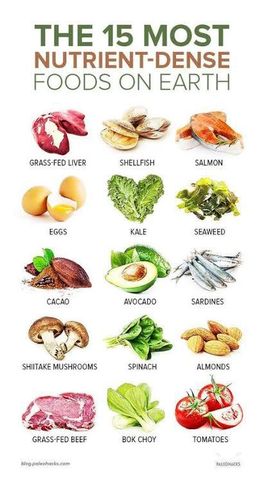 THE 15 MOST
NUTRIENT-DENSE
FOODS ON EARTH
GRASS-FED LIVER
SHELLFISH
SALMON
EGGS
KALE
SEAWEED
CACAO
AVOCADO
SARDINES
SHIITAKE MUSHROOMS
SPINACH
ALMONDS
GRASS-FED BEEF
BOK CHOY
TOMATOES
blog.paleohacks.com
PALEOHACKS